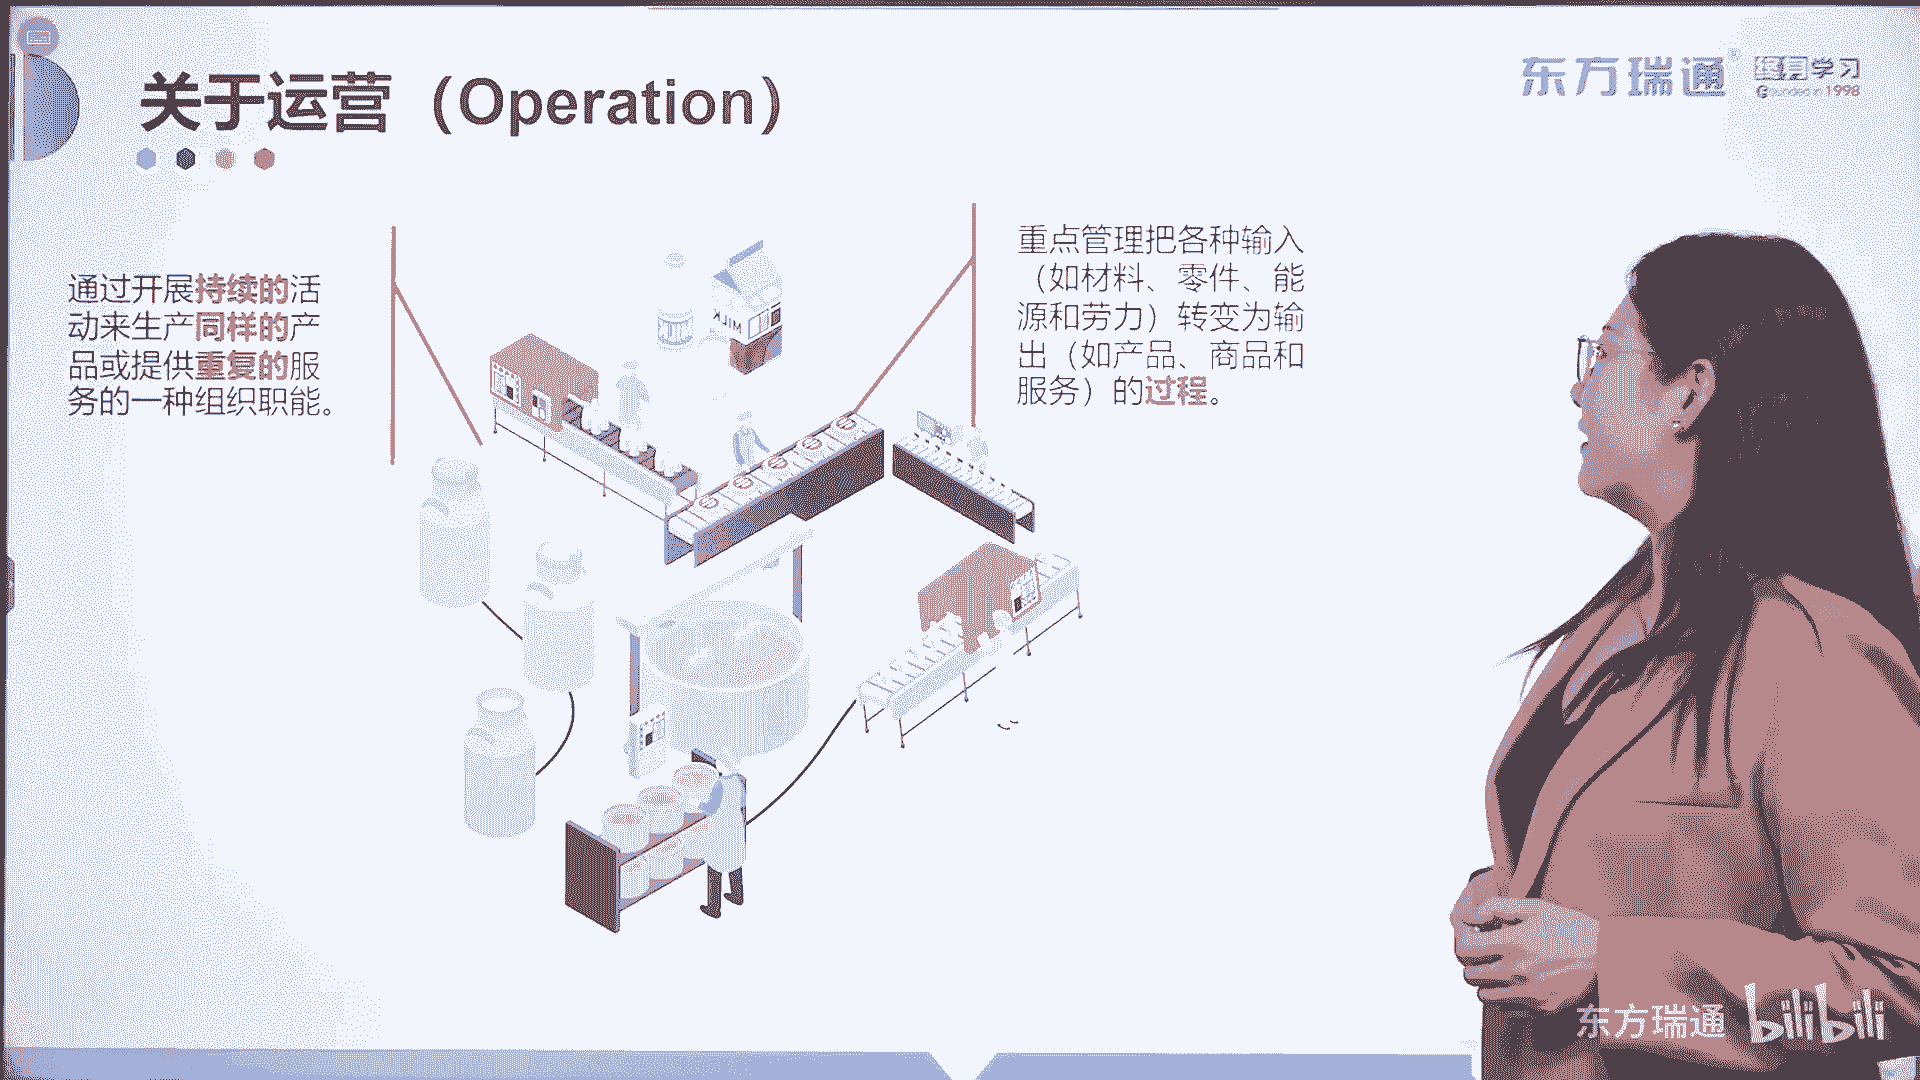 关于运营（Operation）
东方瑞通®
终身学习
Founded in 1998
通过开展持续的活
动来生产同样的产
品或提供重复的服
务的一种组织职能。
重点管理把各种输入
（如材料、零件、能
源和劳力）转变为输
出（如产品、商品和
服务）的过程。
MILK
东方瑞通 bilibili